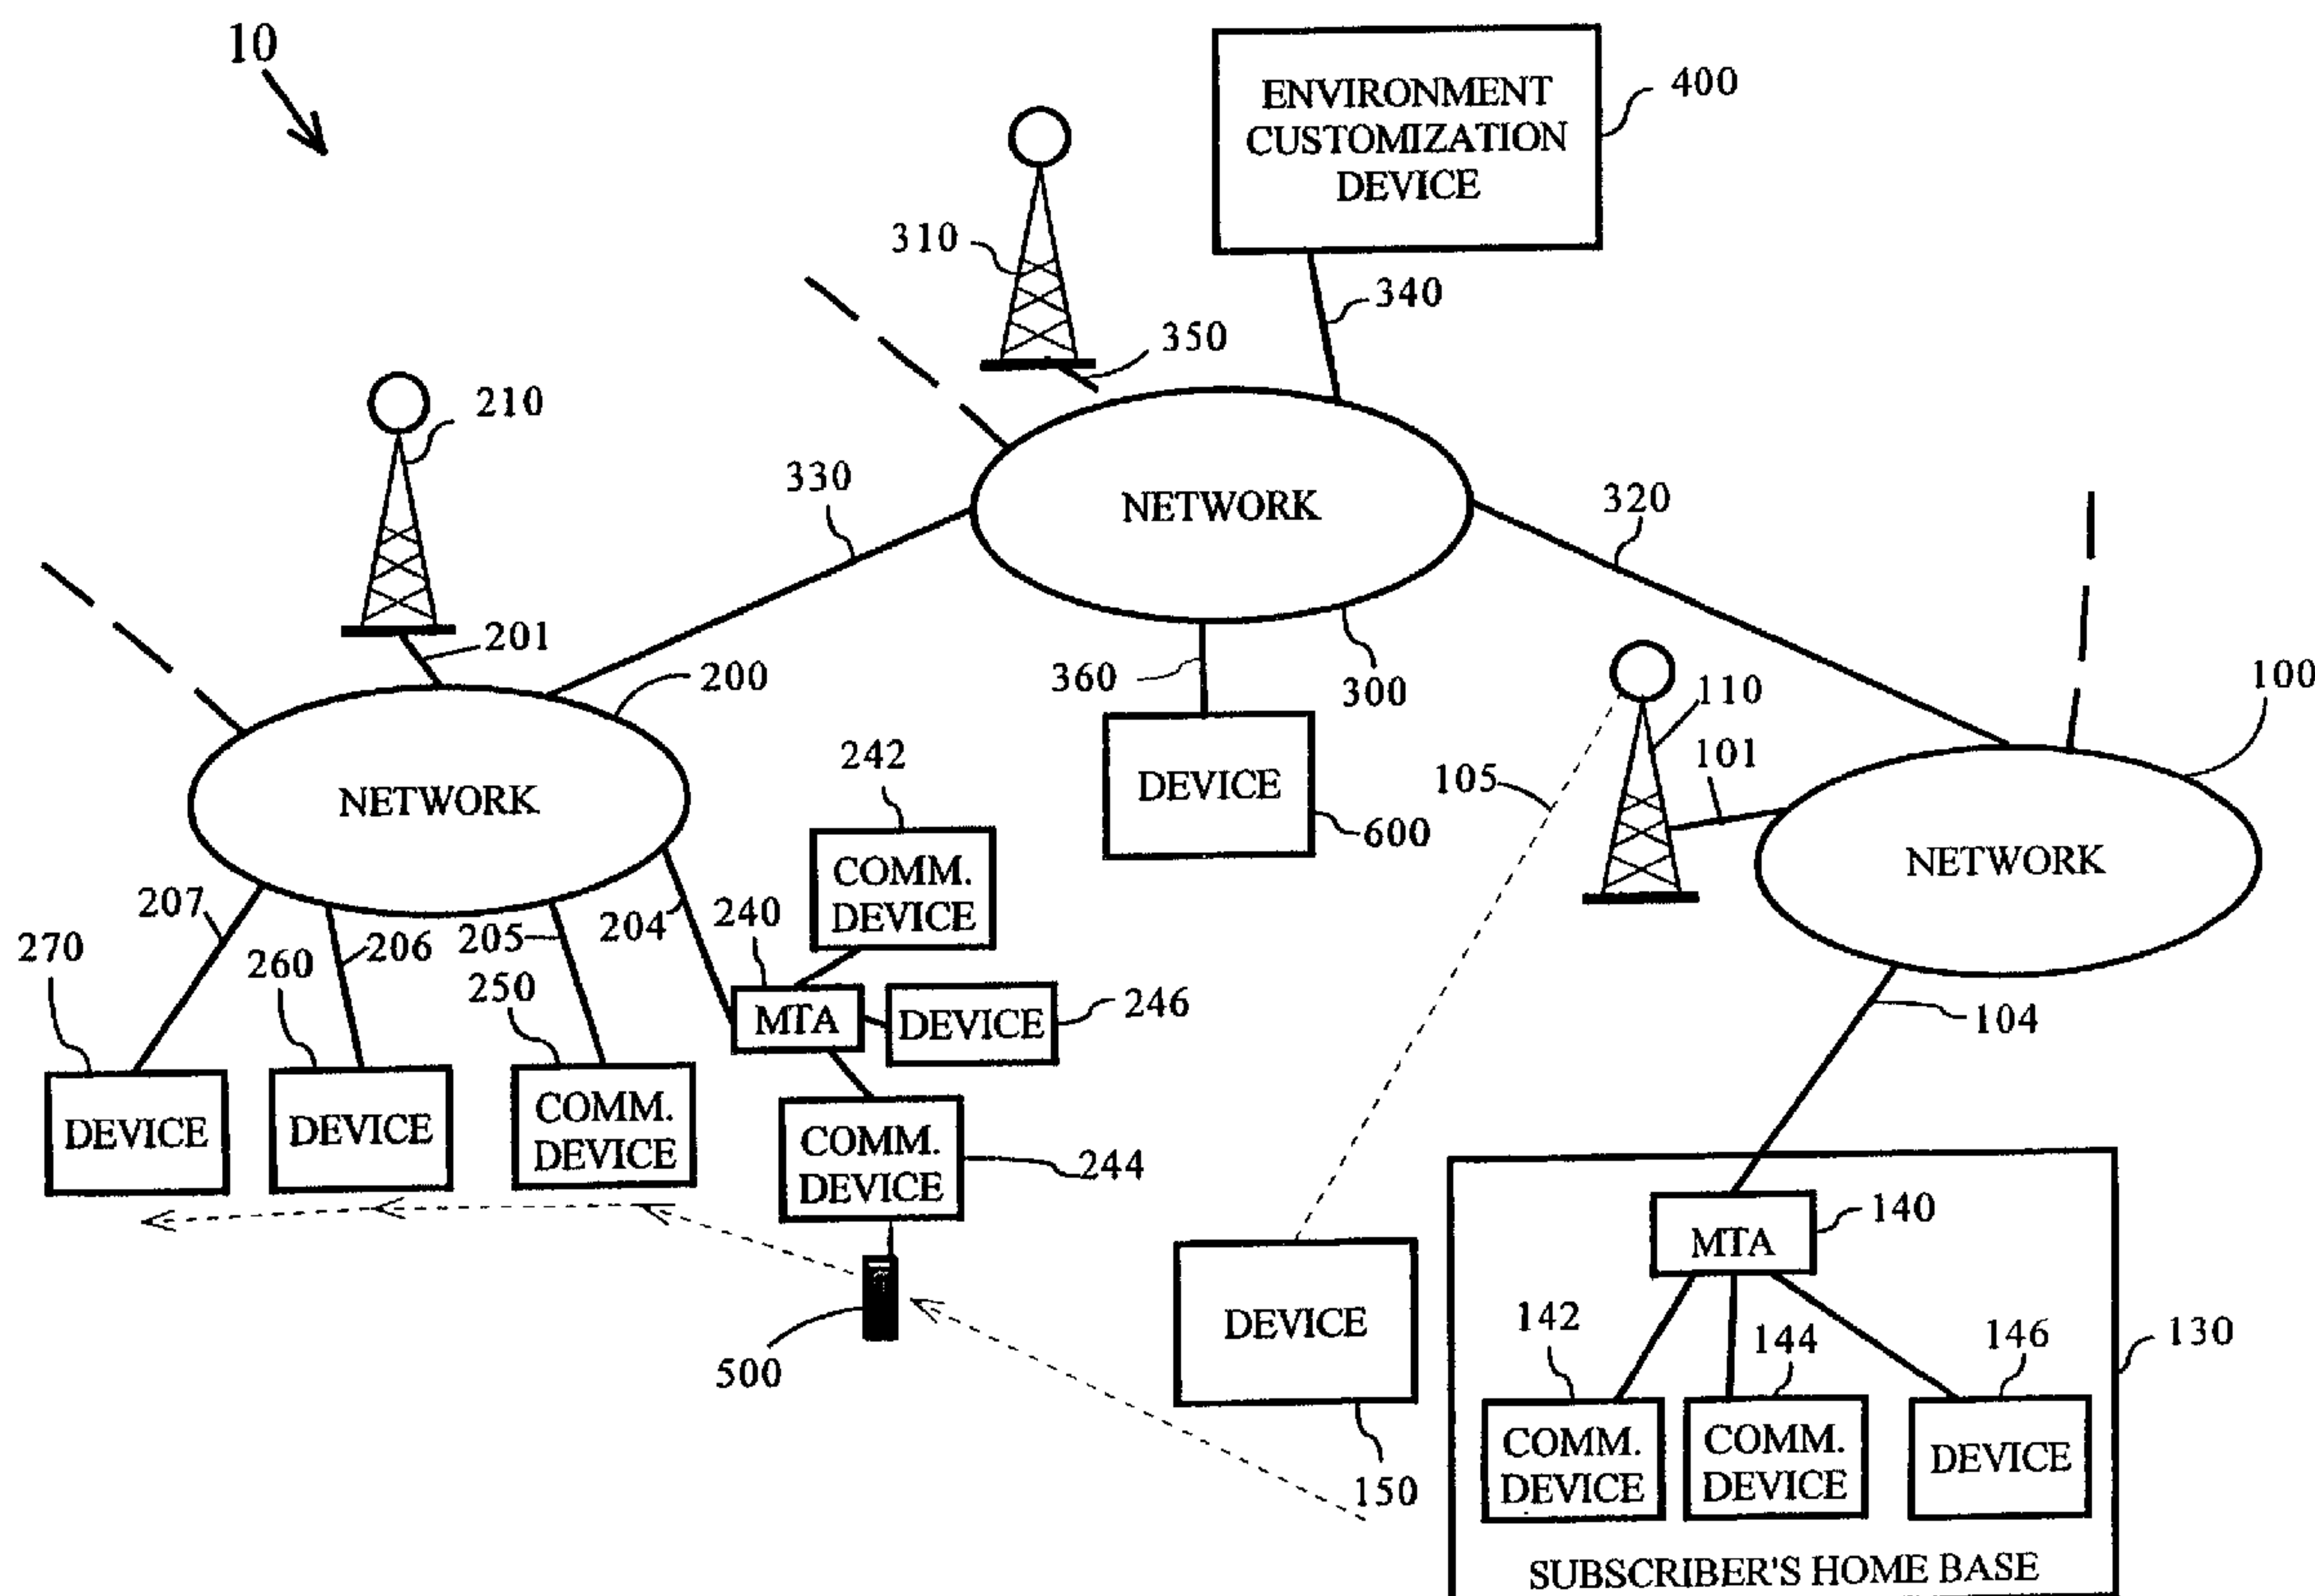 10
ENVIRONMENT
CUSTOMIZATION
DEVICE
400
310
340
350
210
330
NETWORK
320
201
200
360
300
110
100
242
105
101
NETWORK
DEVICE
600
COMM.
DEVICE
NETWORK
207
206
205
204
240
270
260
250
MTA
DEVICE
246
104
DEVICE
DEVICE
COMM.
DEVICE
COMM.
DEVICE
244
MTA
140
500
DEVICE
150
142
144
146
130
COMM.
DEVICE
COMM.
DEVICE
DEVICE
SUBSCRIBER'S HOME BASE